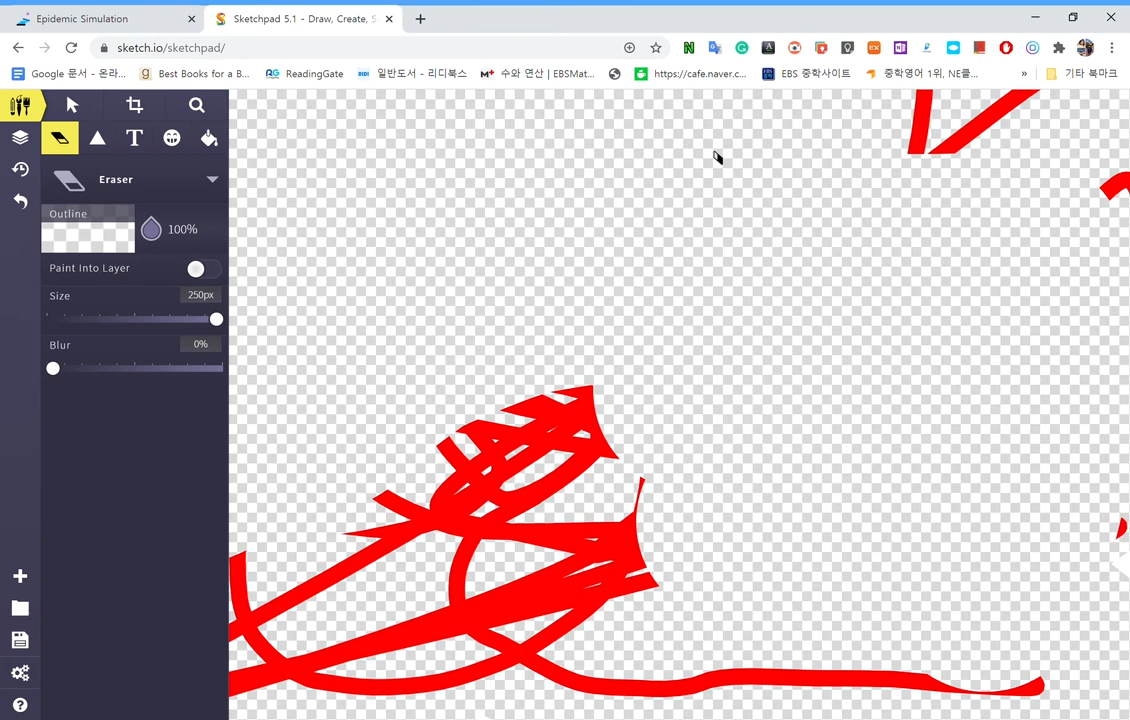 Epidemic Simulation
Sketchpad 5.1 - Draw, Create, S
sketch.io/sketchpad/
Google 문서 - 온라...
Best Books for a B...
ReadingGate
일반도서 - 리디북스
수와 연산 | EBSMat...
https://cafe.naver.c...
EBS 중학사이트
중학영어 1위, NE클...
»
기타 북마크
T
Eraser
Outline
100%
Paint Into Layer
Size
250px
Blur
0%